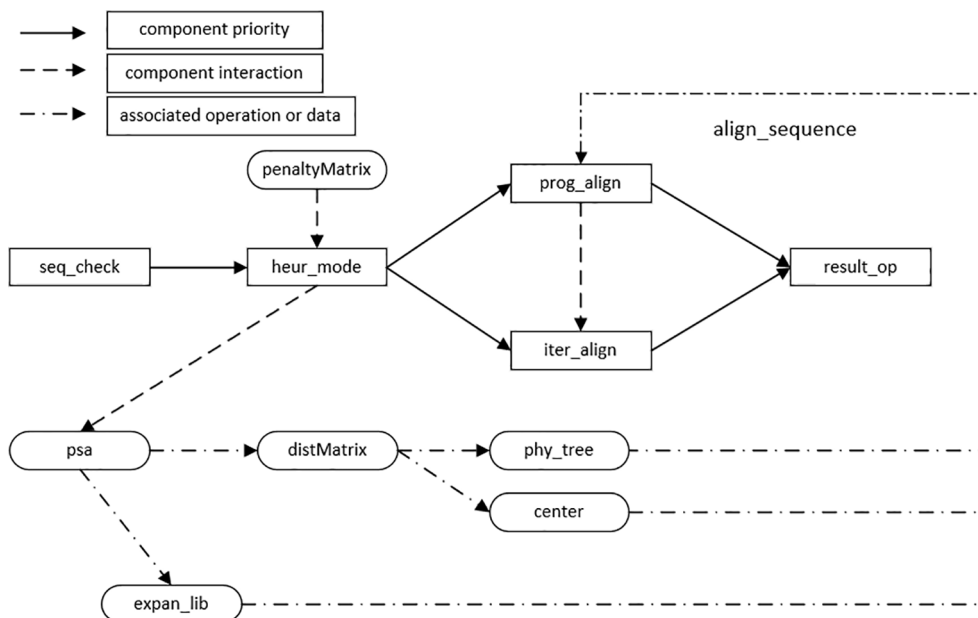 component priority
component interaction
associated operation or data
align_sequence
penaltyMatrix
prog_align
seq_check
heur_mode
result_op
iter_align
psa
distMatrix
phy_tree
center
expan_lib